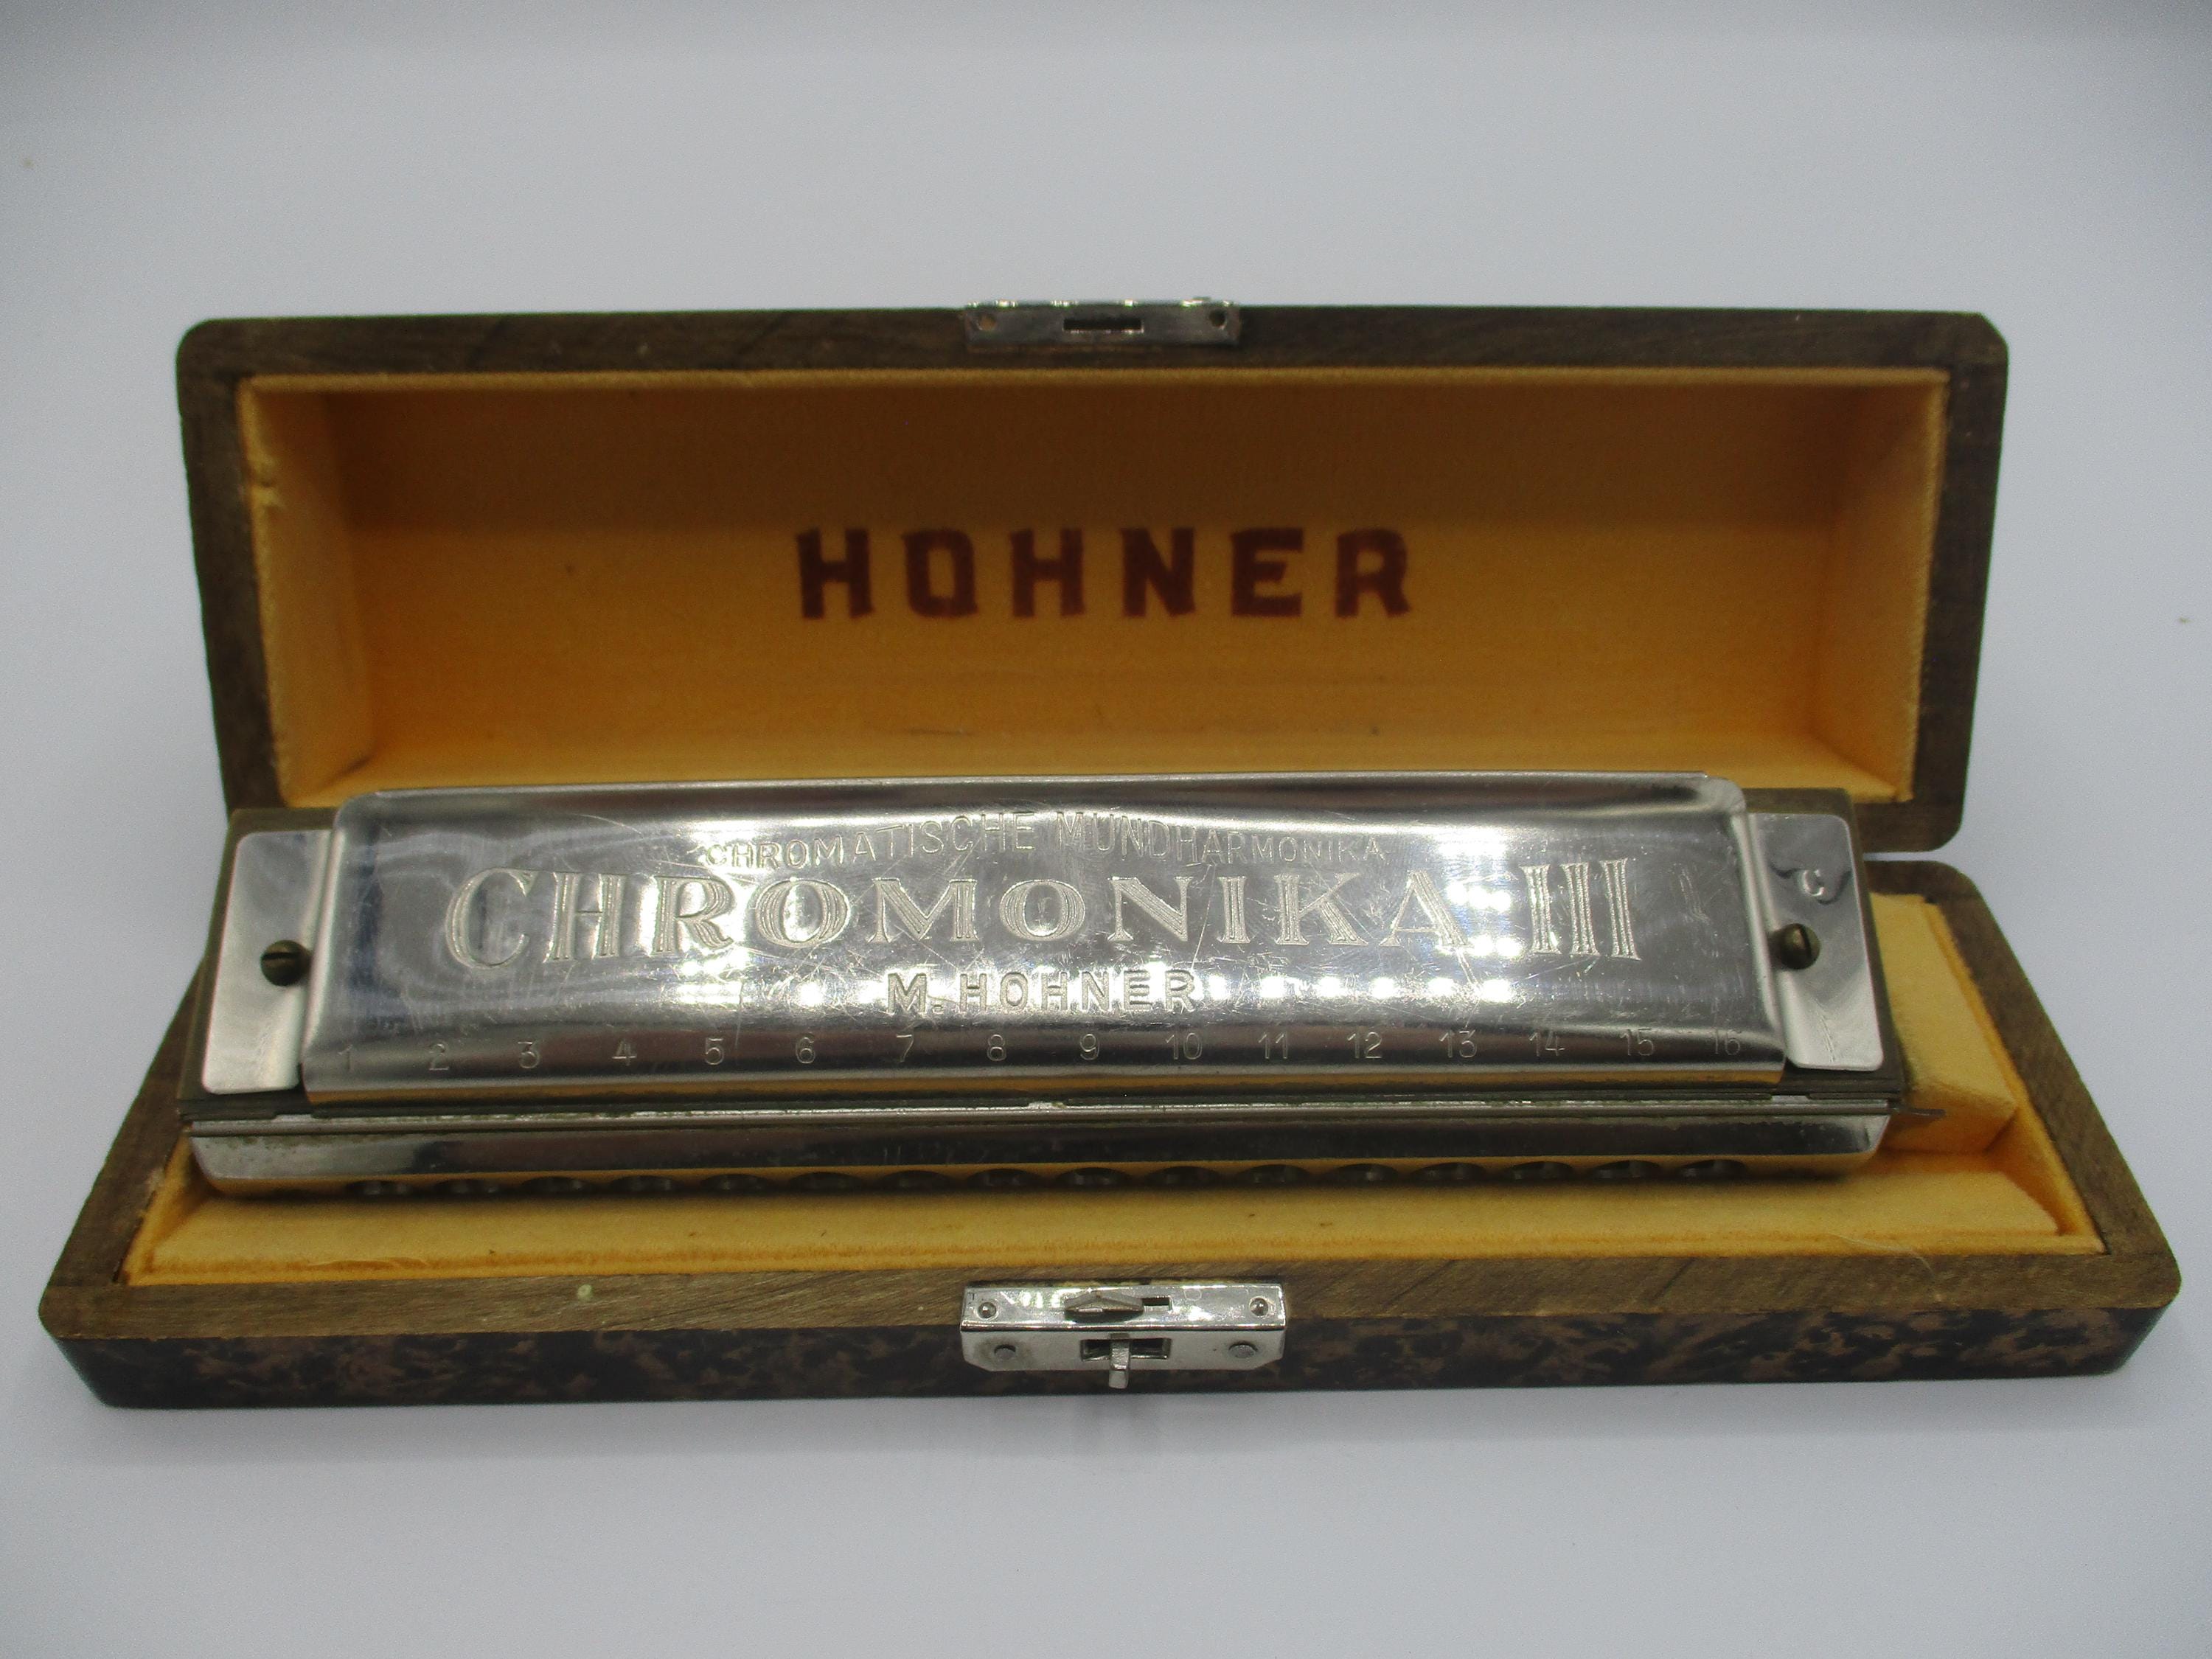 HOHNER
CHROMATISCHE MUNDHARMONIKA
CHROMONIKA III
C
M. HOHNER
1 2 3 4 5 6 7 8 9 10 11 12 13 14 15 16